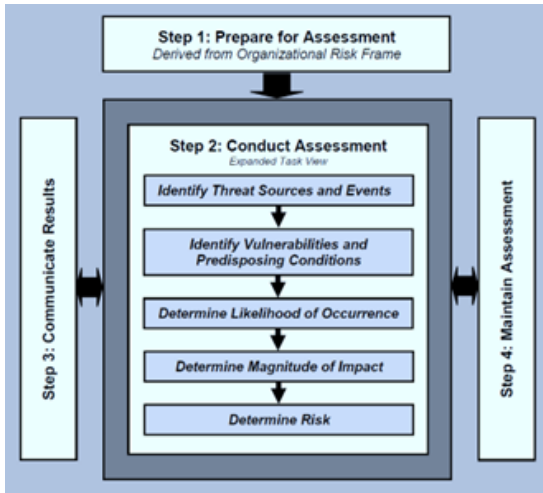 Step 1: Prepare for Assessment
Derived from Organizational Risk Frame
Step 2: Conduct Assessment
Expanded Task View
Identify Threat Sources and Events
Identify Vulnerabilities and
Predisposing Conditions
Determine Likelihood of Occurrence
Determine Magnitude of Impact
Determine Risk
Step 3: Communicate Results
Step 4: Maintain Assessment